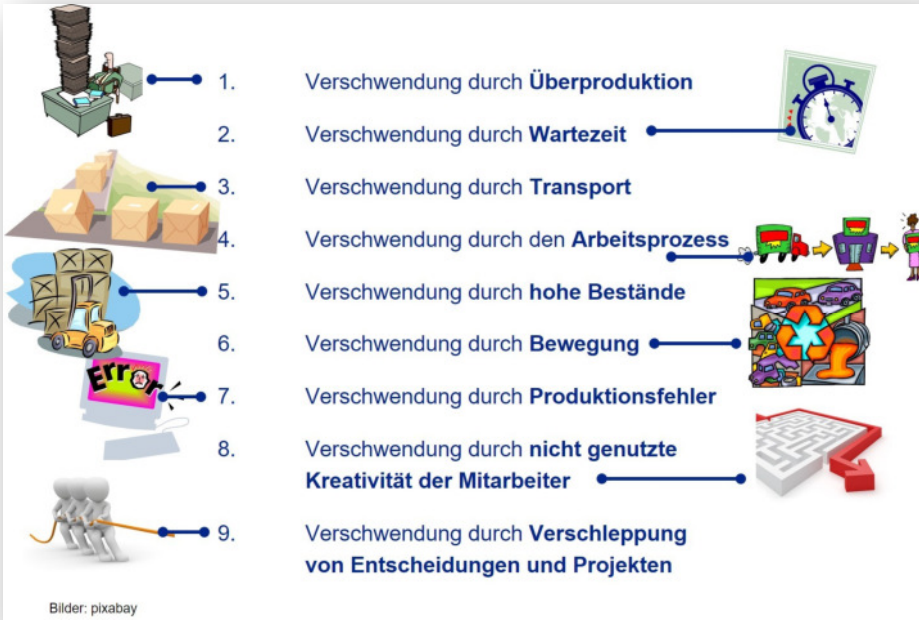 1. Verschwendung durch Überproduktion
2. Verschwendung durch Wartezeit
3. Verschwendung durch Transport
4. Verschwendung durch den Arbeitsprozess
5. Verschwendung durch hohe Bestände
6. Verschwendung durch Bewegung
Error
7. Verschwendung durch Produktionsfehler
8. Verschwendung durch nicht genutzte
Kreativität der Mitarbeiter
9. Verschwendung durch Verschleppung
von Entscheidungen und Projekten
Bilder: pixabay